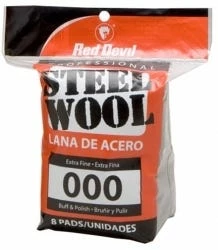 Red Devil
PROFESSIONAL
STEEL
WOOL
LANA DE ACERO
Extra Fine • Extra Fina
000
Buff & Polish • Bruñir y Pulir
8 PADS/UNIDADES